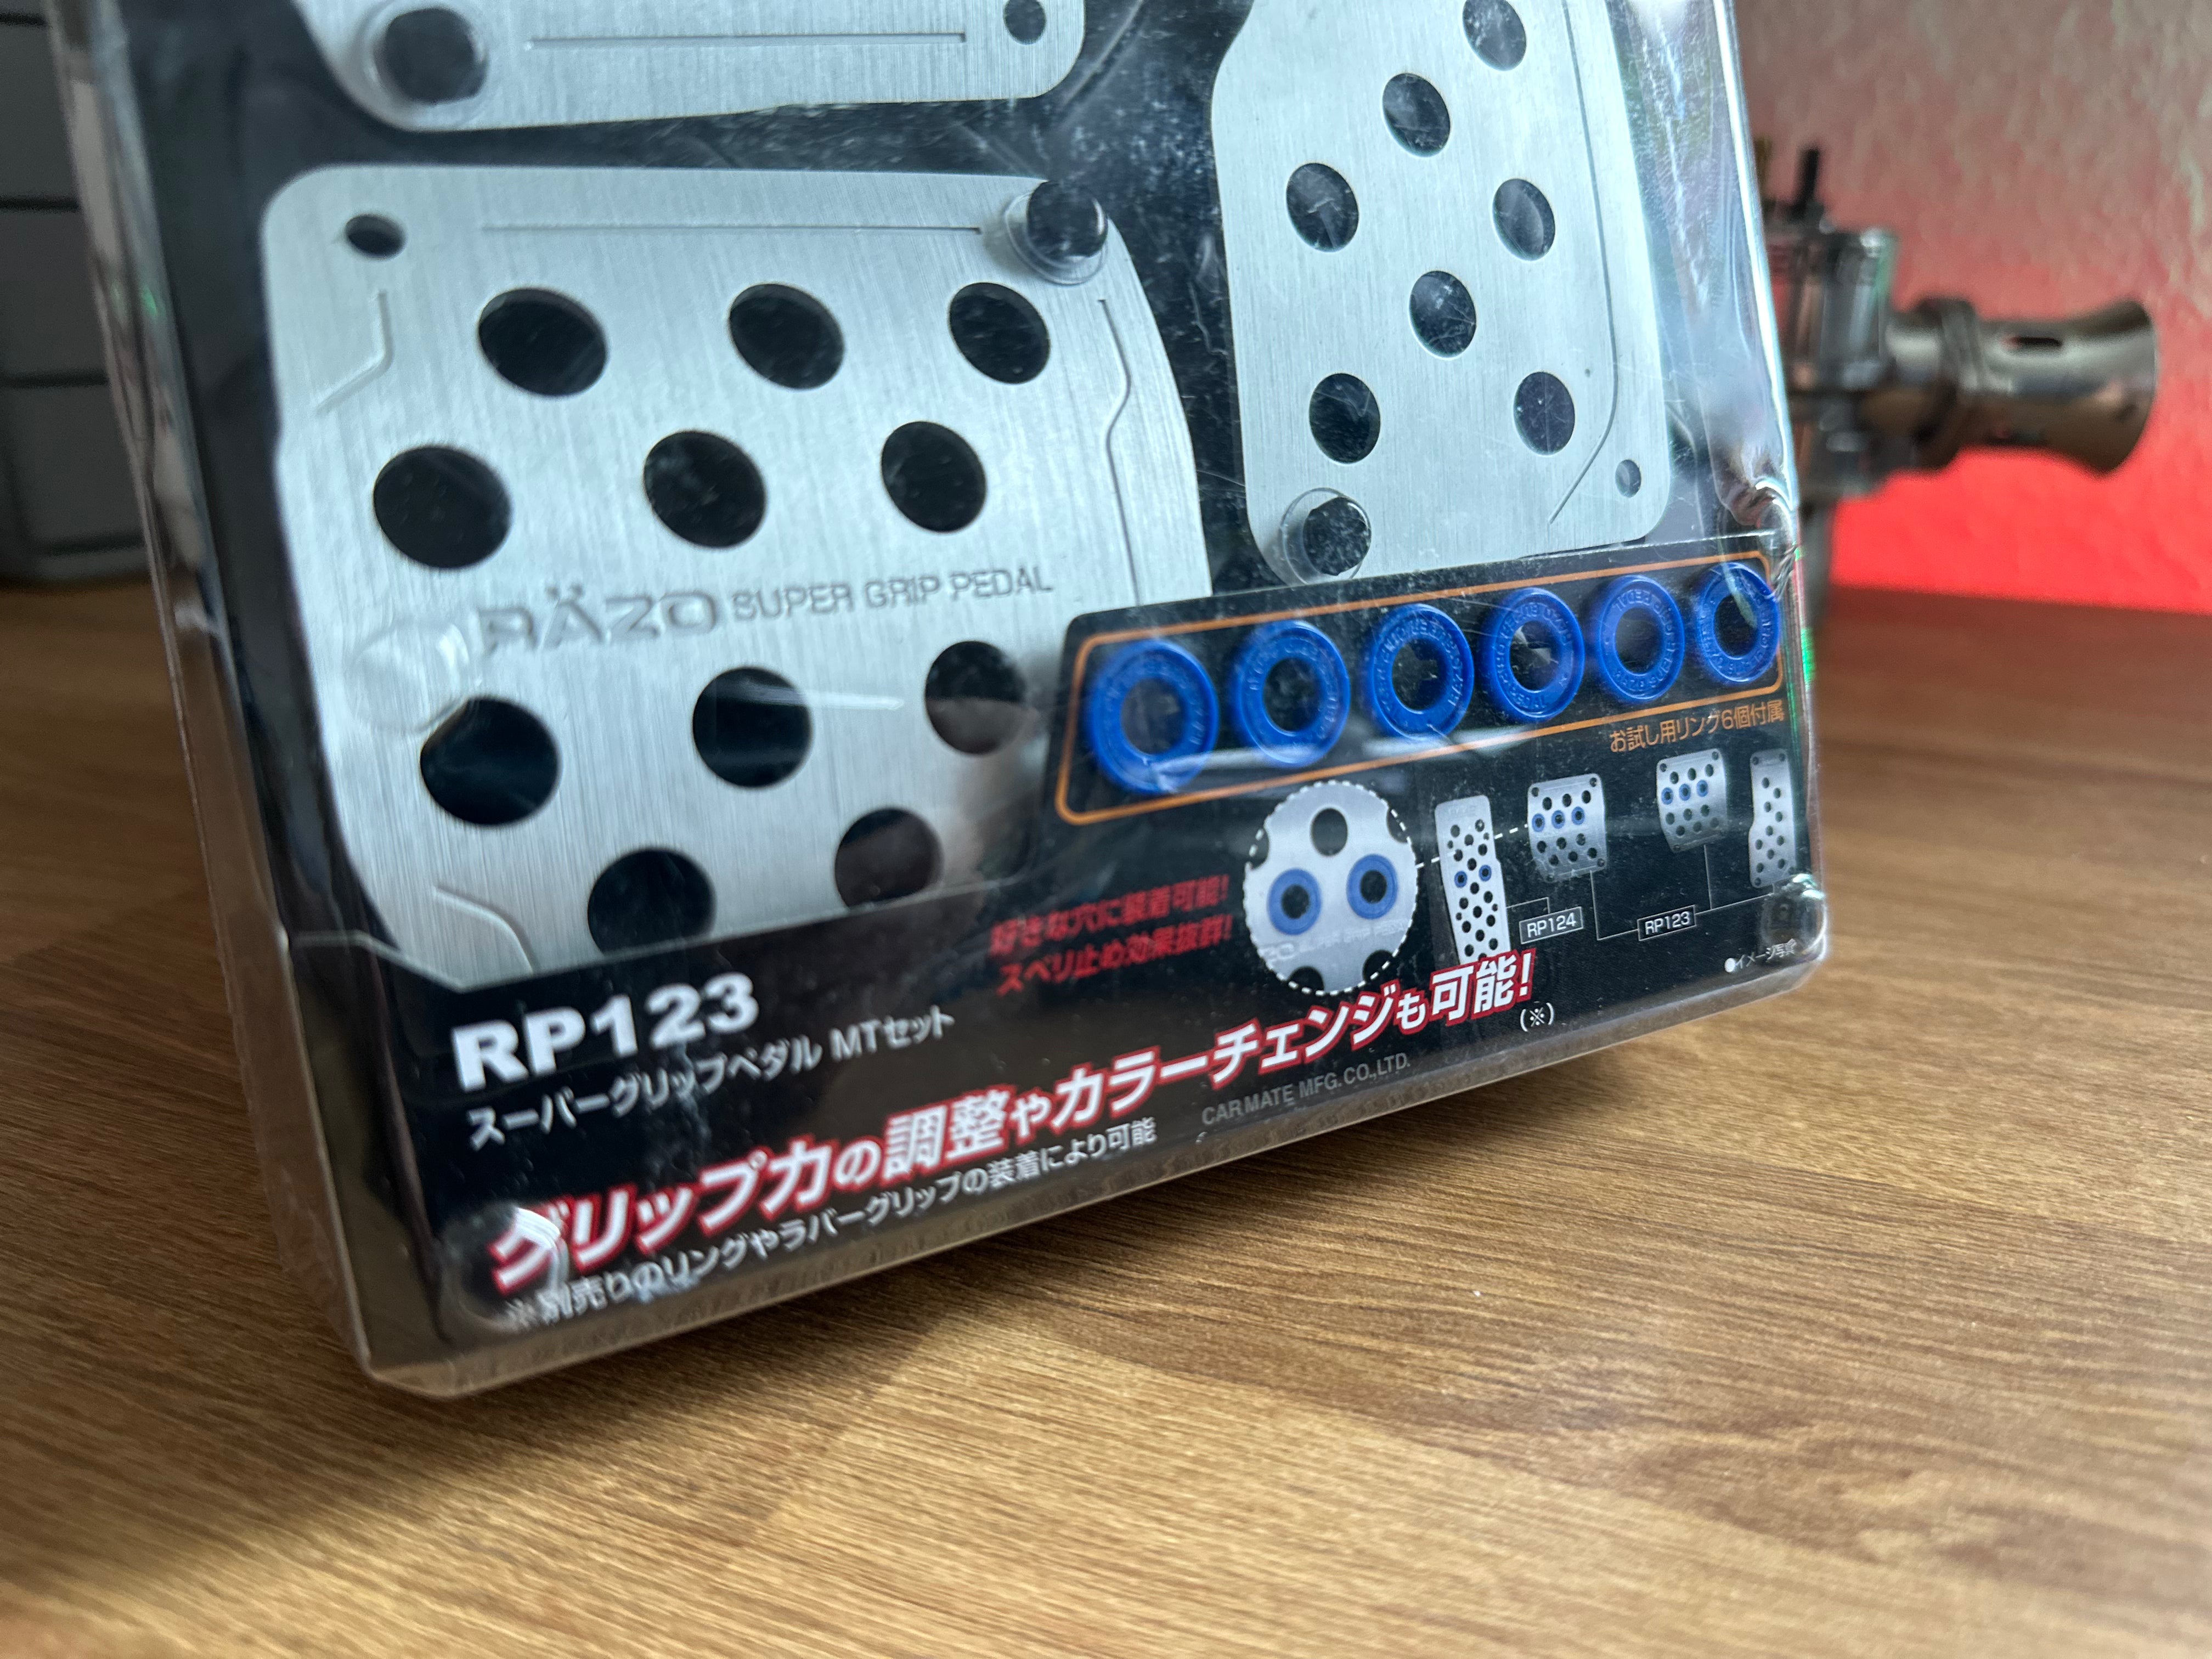 RÄZO SUPER GRIP PEDAL
お試し用リング6個付属
好きな穴に装着可能!
スベリ止め効果抜群!
RP124
RP123
●イメージ写真
RP123
スーパーグリップペダル MTセット
グリップ力の調整やカラーチェンジも可能!
(※)
CARMATE MFG.CO.,LTD.
※別売りのリングやラバーグリップの装着により可能